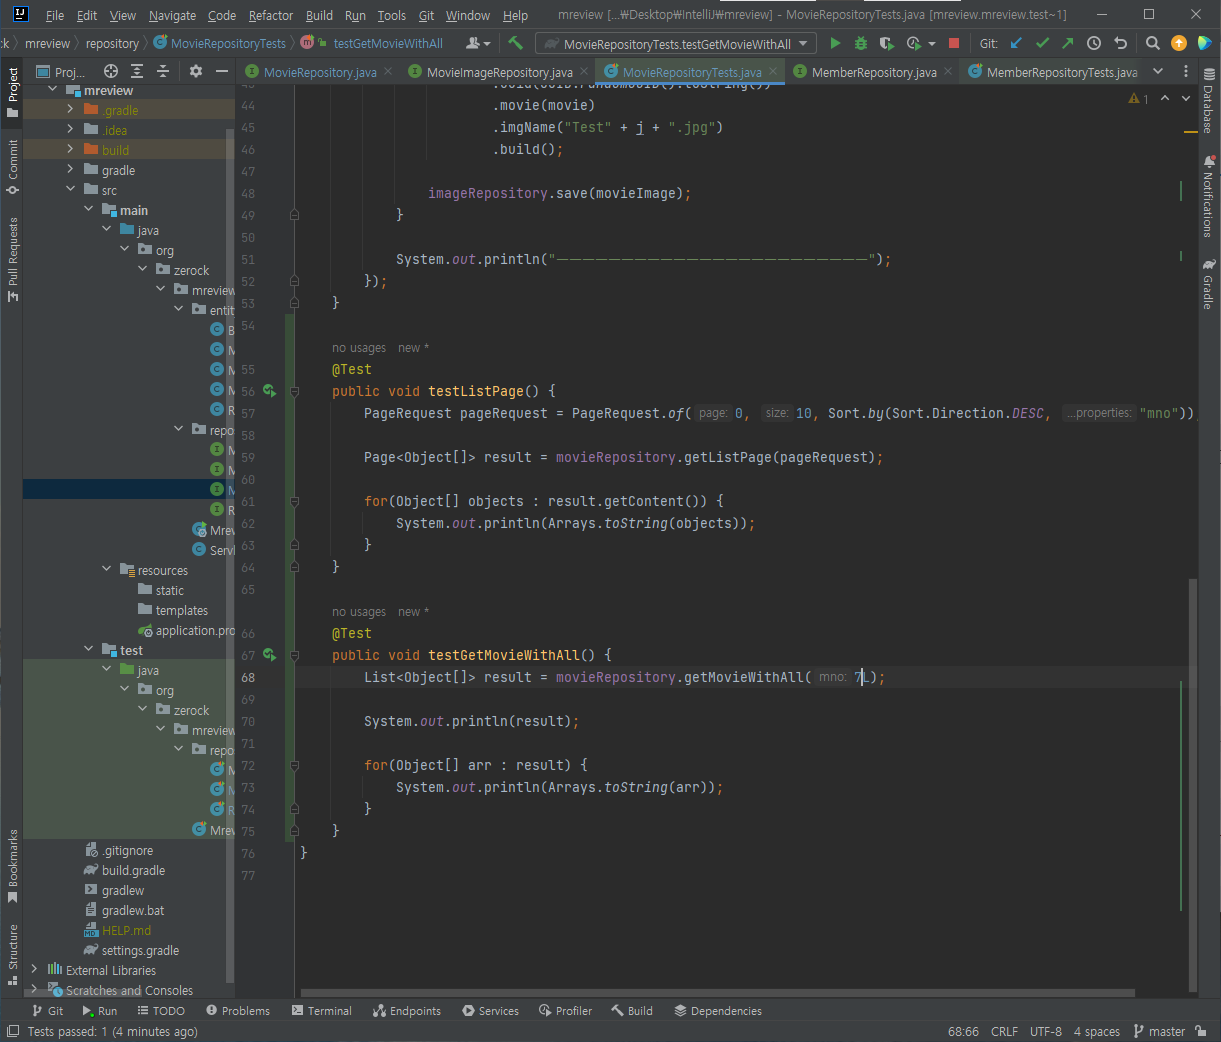 File Edit View Navigate Code Refactor Build Run Tools Git Window Help mreview [...₩Desktop₩IntelliJ₩mreview] - MovieRepositoryTests.java [mreview.mreview.test~1]
mreview repository MovieRepositoryTests testGetMovieWithAll MovieRepositoryTests.testGetMovieWithAll Git:
Proj... MovieRepository.java MovieImageRepository.java MovieRepositoryTests.java MemberRepository.java MemberRepositoryTests.java
Project
Commit
Pull Requests
Bookmarks
Structure
mreview
.gradle
.idea
build
gradle
src
main
java
org
zerock
mreview
entit
B
M
M
M
R
repo
M
M
M
R
Mrev
Servl
resources
static
templates
application.pro
test
java
org
zerock
mreview
repo
M
M
R
Mrev
.gitignore
build.gradle
gradlew
gradlew.bat
HELP.md
settings.gradle
External Libraries
Scratches and Consoles
44 .movie(movie)
45 .imgName("Test" + j + ".jpg")
46 .build();
47
48 imageRepository.save(movieImage);
49 }
50
51 System.out.println("------------------------");
52 });
53 }
54
no usages new *
55 @Test
56 public void testListPage() {
57 PageRequest pageRequest = PageRequest.of( page: 0, size: 10, Sort.by(Sort.Direction.DESC, ...properties: "mno"))
58
59 Page<Object[]> result = movieRepository.getListPage(pageRequest);
60
61 for(Object[] objects : result.getContent()) {
62 System.out.println(Arrays.toString(objects));
63 }
64 }
65
no usages new *
66 @Test
67 public void testGetMovieWithAll() {
68 List<Object[]> result = movieRepository.getMovieWithAll( mno: 7L);
69
70 System.out.println(result);
71
72 for(Object[] arr : result) {
73 System.out.println(Arrays.toString(arr));
74 }
75 }
76 }
77
1
Database
Notifications
Gradle
Git Run TODO Problems Terminal Endpoints Services Profiler Build Dependencies
Tests passed: 1 (4 minutes ago) 68:66 CRLF UTF-8 4 spaces master